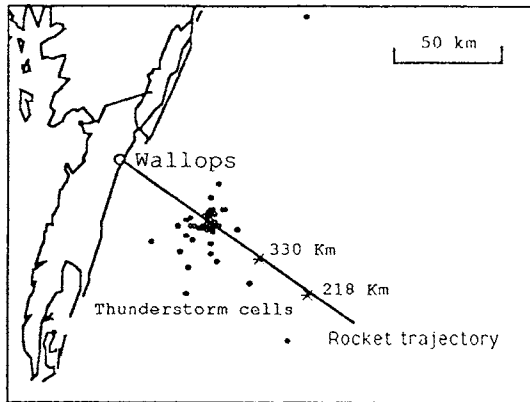 50 km
Wallops
330 Km
218 Km
Thunderstorm cells
Rocket trajectory